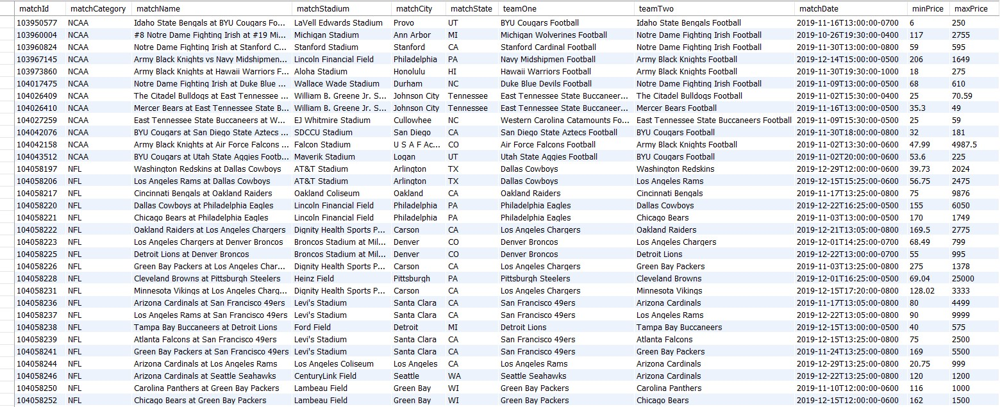 matchId matchCategory matchName matchStadium matchCity matchState teamOne teamTwo matchDate minPrice maxPrice
103950577 NCAA Idaho State Bengals at BYU Cougars Fo... LaVell Edwards Stadium Provo UT BYU Cougars Football Idaho State Bengals Football 2019-11-16T13:00:00-0700 6 250
103960004 NCAA #8 Notre Dame Fighting Irish at #19 Mi... Michigan Stadium Ann Arbor MI Michigan Wolverines Football Notre Dame Fighting Irish Football 2019-10-26T19:30:00-0400 117 2755
103960824 NCAA Notre Dame Fighting Irish at Stanford C... Stanford Stadium Stanford CA Stanford Cardinal Football Notre Dame Fighting Irish Football 2019-11-30T13:00:00-0800 59 595
103967145 NCAA Army Black Knights vs Navy Midshipmen... Lincoln Financial Field Philadelphia PA Navy Midshipmen Football Army Black Knights Football 2019-12-14T15:00:00-0500 206 1649
103973860 NCAA Army Black Knights at Hawaii Warriors F... Aloha Stadium Honolulu HI Hawaii Warriors Football Army Black Knights Football 2019-11-30T19:30:00-1000 18 275
104017475 NCAA Notre Dame Fighting Irish at Duke Blue ... Wallace Wade Stadium Durham NC Duke Blue Devils Football Notre Dame Fighting Irish Football 2019-11-09T13:00:00-0500 68 610
104026409 NCAA The Citadel Bulldogs at East Tennessee ... William B. Greene Jr. S... Johnson City Tennessee East Tennessee State Buccaneer... The Citadel Bulldogs Football 2019-11-02T15:30:00-0400 25 70.59
104026410 NCAA Mercer Bears at East Tennessee State B... William B. Greene Jr. S... Johnson City Tennessee East Tennessee State Buccaneer... Mercer Bears Football 2019-11-16T13:00:00-0500 35.3 49
104027259 NCAA East Tennessee State Buccaneers at W... EJ Whitmire Stadium Cullowhee NC Western Carolina Catamounts Fo... East Tennessee State Buccaneers Football 2019-11-09T15:30:00-0500 25 59
104042076 NCAA BYU Cougars at San Diego State Aztecs ... SDCCU Stadium San Diego CA San Diego State Aztecs Football BYU Cougars Football 2019-11-30T18:00:00-0800 32 181
104042158 NCAA Army Black Knights at Air Force Falcons ... Falcon Stadium U S A F Ac... CO Air Force Falcons Football Army Black Knights Football 2019-11-02T13:30:00-0600 47.99 4987.5
104043512 NCAA BYU Cougars at Utah State Aggies Footb... Maverik Stadium Logan UT Utah State Aggies Football BYU Cougars Football 2019-11-02T20:00:00-0600 53.6 225
104058197 NFL Washington Redskins at Dallas Cowboys AT&T Stadium Arlington TX Dallas Cowboys Washington Redskins 2019-12-29T12:00:00-0600 39.73 2024
104058206 NFL Los Angeles Rams at Dallas Cowboys AT&T Stadium Arlington TX Dallas Cowboys Los Angeles Rams 2019-12-15T15:25:00-0600 56.75 2475
104058217 NFL Cincinnati Bengals at Oakland Raiders Oakland Coliseum Oakland CA Oakland Raiders Cincinnati Bengals 2019-11-17T13:25:00-0800 75 9876
104058220 NFL Dallas Cowboys at Philadelphia Eagles Lincoln Financial Field Philadelphia PA Philadelphia Eagles Dallas Cowboys 2019-12-22T16:25:00-0500 155 6050
104058221 NFL Chicago Bears at Philadelphia Eagles Lincoln Financial Field Philadelphia PA Philadelphia Eagles Chicago Bears 2019-11-03T13:00:00-0500 170 1749
104058222 NFL Oakland Raiders at Los Angeles Chargers Dignity Health Sports P... Carson CA Los Angeles Chargers Oakland Raiders 2019-12-21T13:05:00-0800 169.5 2775
104058223 NFL Los Angeles Chargers at Denver Broncos Broncos Stadium at Mil... Denver CO Denver Broncos Los Angeles Chargers 2019-12-01T14:25:00-0700 68.49 799
104058225 NFL Detroit Lions at Denver Broncos Broncos Stadium at Mil... Denver CO Denver Broncos Detroit Lions 2019-12-22T13:00:00-0700 55 995
104058226 NFL Green Bay Packers at Los Angeles Char... Dignity Health Sports P... Carson CA Los Angeles Chargers Green Bay Packers 2019-11-03T13:25:00-0800 275 1378
104058228 NFL Cleveland Browns at Pittsburgh Steelers Heinz Field Pittsburgh PA Pittsburgh Steelers Cleveland Browns 2019-12-01T16:25:00-0500 69.04 25000
104058231 NFL Minnesota Vikings at Los Angeles Charg... Dignity Health Sports P... Carson CA Los Angeles Chargers Minnesota Vikings 2019-12-15T17:20:00-0800 128.02 3333
104058236 NFL Arizona Cardinals at San Francisco 49ers Levi's Stadium Santa Clara CA San Francisco 49ers Arizona Cardinals 2019-11-17T13:05:00-0800 80 4499
104058237 NFL Los Angeles Rams at San Francisco 49ers Levi's Stadium Santa Clara CA San Francisco 49ers Los Angeles Rams 2019-12-22T13:05:00-0800 90 9999
104058238 NFL Tampa Bay Buccaneers at Detroit Lions Ford Field Detroit MI Detroit Lions Tampa Bay Buccaneers 2019-12-15T13:00:00-0500 40 575
104058239 NFL Atlanta Falcons at San Francisco 49ers Levi's Stadium Santa Clara CA San Francisco 49ers Atlanta Falcons 2019-12-15T13:25:00-0800 75 2500
104058241 NFL Green Bay Packers at San Francisco 49ers Levi's Stadium Santa Clara CA San Francisco 49ers Green Bay Packers 2019-11-24T13:25:00-0800 169 5500
104058244 NFL Arizona Cardinals at Los Angeles Rams Los Angeles Coliseum Los Angeles CA Los Angeles Rams Arizona Cardinals 2019-12-29T13:25:00-0800 20.75 999
104058246 NFL Arizona Cardinals at Seattle Seahawks CenturyLink Field Seattle WA Seattle Seahawks Arizona Cardinals 2019-12-22T13:25:00-0800 120 1200
104058250 NFL Carolina Panthers at Green Bay Packers Lambeau Field Green Bay WI Green Bay Packers Carolina Panthers 2019-11-10T12:00:00-0600 116 1000
104058252 NFL Chicago Bears at Green Bay Packers Lambeau Field Green Bay WI Green Bay Packers Chicago Bears 2019-12-15T12:00:00-0600 162 1500